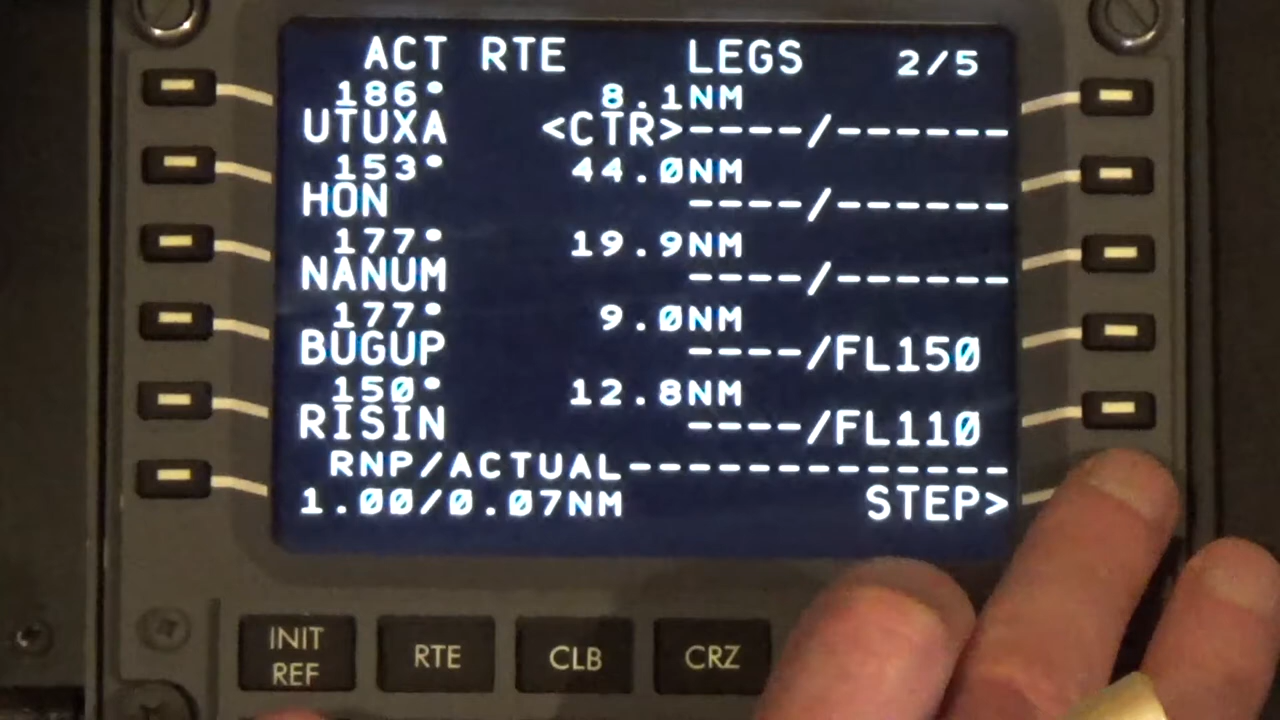 ACT RTE LEGS 2/5
186° 8.1NM
UTUXA <CTR>----/------
153° 44.0NM
HON ----/------
177° 19.9NM
NANUM ----/------
177° 9.0NM
BUGUP ----/FL150
150° 12.8NM
RISIN ----/FL110
RNP/ACTUAL-------------
1.00/0.07NM STEP>
INIT REF RTE CLB CRZ